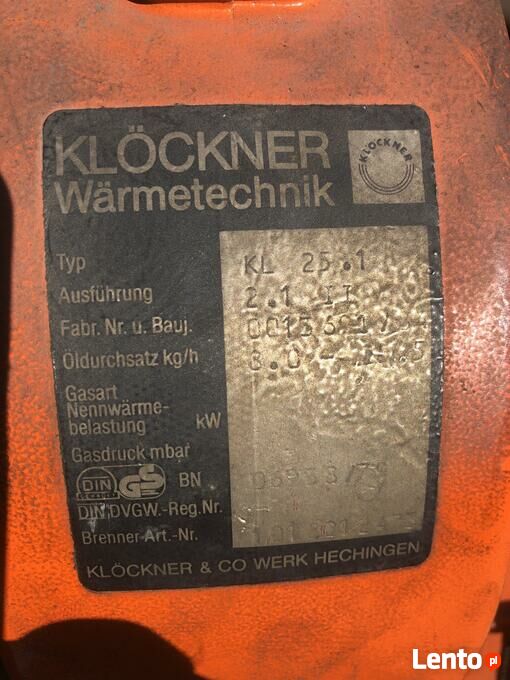 KLÖCKNER
Wärmetechnik
KLÖCKNER
Typ KL 25.1
Ausführung 2.1 II
Fabr. Nr. u. Bauj.
Öldurchsatz kg/h
Gasart
Nennwärme-
belastung kW
Gasdruck mbar
DIN GS BN
DIN/DVGW.-Reg.Nr.
Brenner-Art.-Nr.
KLÖCKNER & CO WERK HECHINGEN
Lento.pl